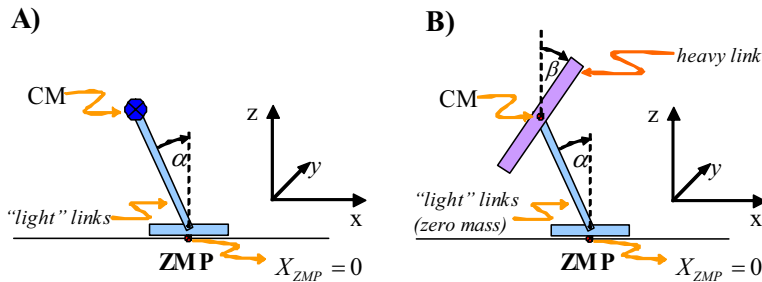 A)
CM
α
z
y
x
"light" links
ZMP
X_ZMP = 0
B)
β
heavy link
CM
α
z
y
x
"light" links
(zero mass)
ZMP
X_ZMP = 0